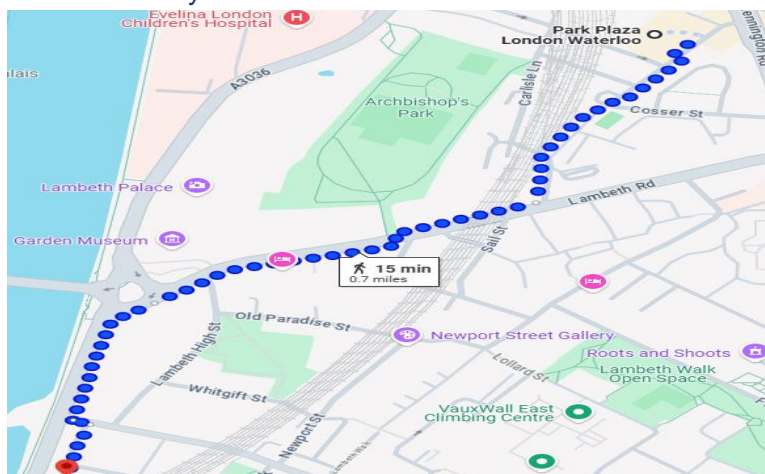 Evelina London
Children's Hospital
Park Plaza
London Waterloo
A3036
Carlisle Ln
Archbishop's
Park
Cosser St
Lambeth Palace
Lambeth Rd
Garden Museum
Sail St
15 min
0.7 miles
Old Paradise St
Lambeth High St
Newport Street Gallery
Roots and Shoots
Lollard St
Lambeth Walk
Open Space
Whitgift St
VauxWall East
Climbing Centre
Newport St
Lambeth Walk